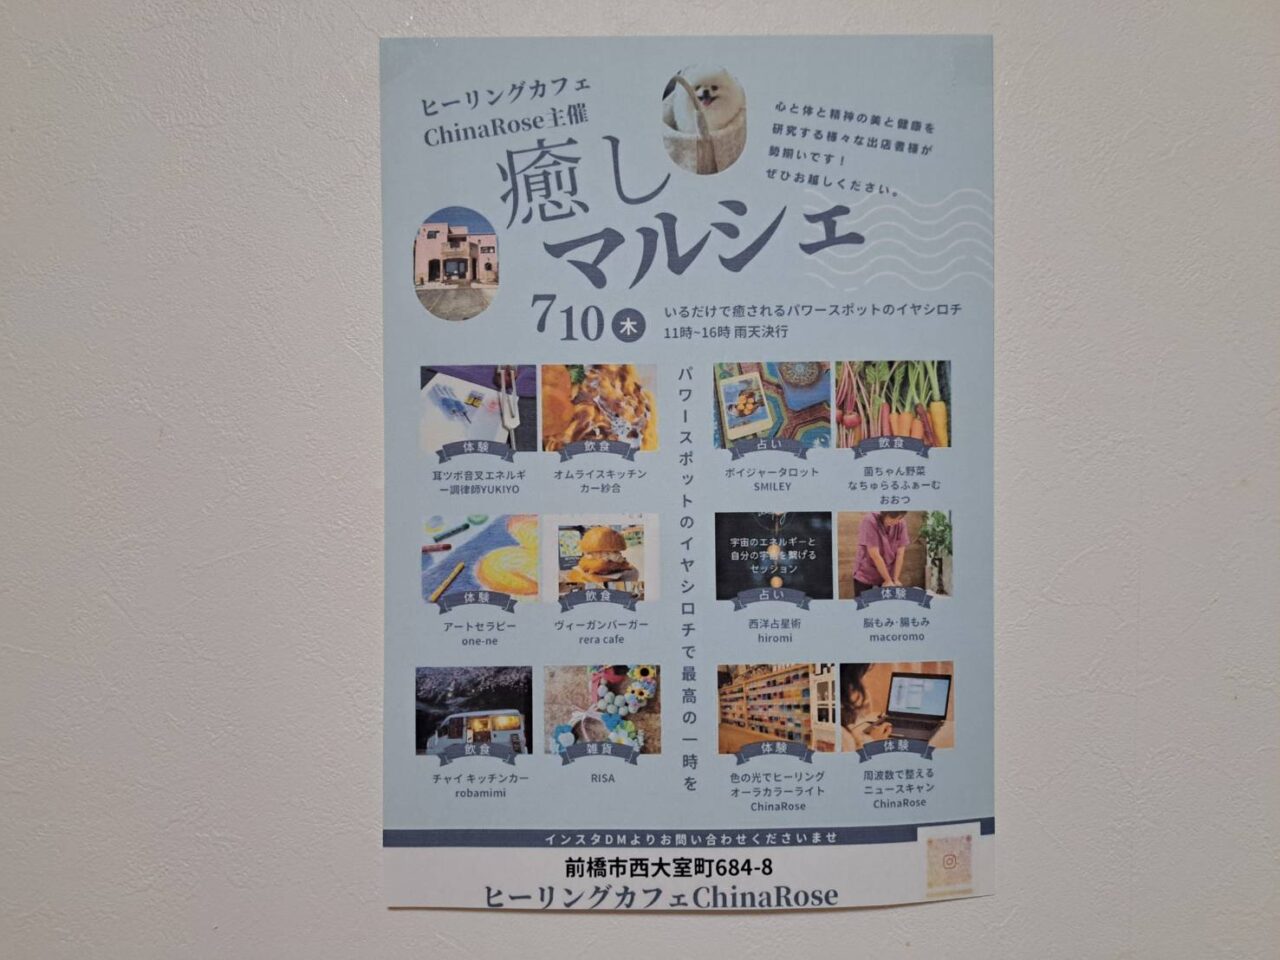 ヒーリングカフェ
ChinaRose主催
心と体と精神の美と健康を
研究する様々な出店者様が
勢揃いです！
ぜひお越しください。
癒し
マルシェ
7 10 木
いるだけで癒されるパワースポットのイヤシロチ
11時~16時 雨天決行
体験
耳ツボ音叉エネルギ
ー調律師YUKIYO
飲食
オムライスキッチン
カー紗合
パワースポットのイヤシロチで最高の一時を
占い
ボイジャータロット
SMILEY
飲食
菌ちゃん野菜
なちゅらるふぁーむ
おおつ
体験
アートセラピー
one-ne
飲食
ヴィーガンバーガー
rera cafe
宇宙のエネルギーと
自分の宇宙を繋げる
セッション
占い
西洋占星術
hiromi
体験
脳もみ･腸もみ
macoromo
飲食
チャイ キッチンカー
robamimi
雑貨
RISA
体験
色の光でヒーリング
オーラカラーライト
ChinaRose
体験
周波数で整える
ニュースキャン
ChinaRose
インスタDMよりお問い合わせくださいませ
前橋市西大室町684-8
ヒーリングカフェChinaRose